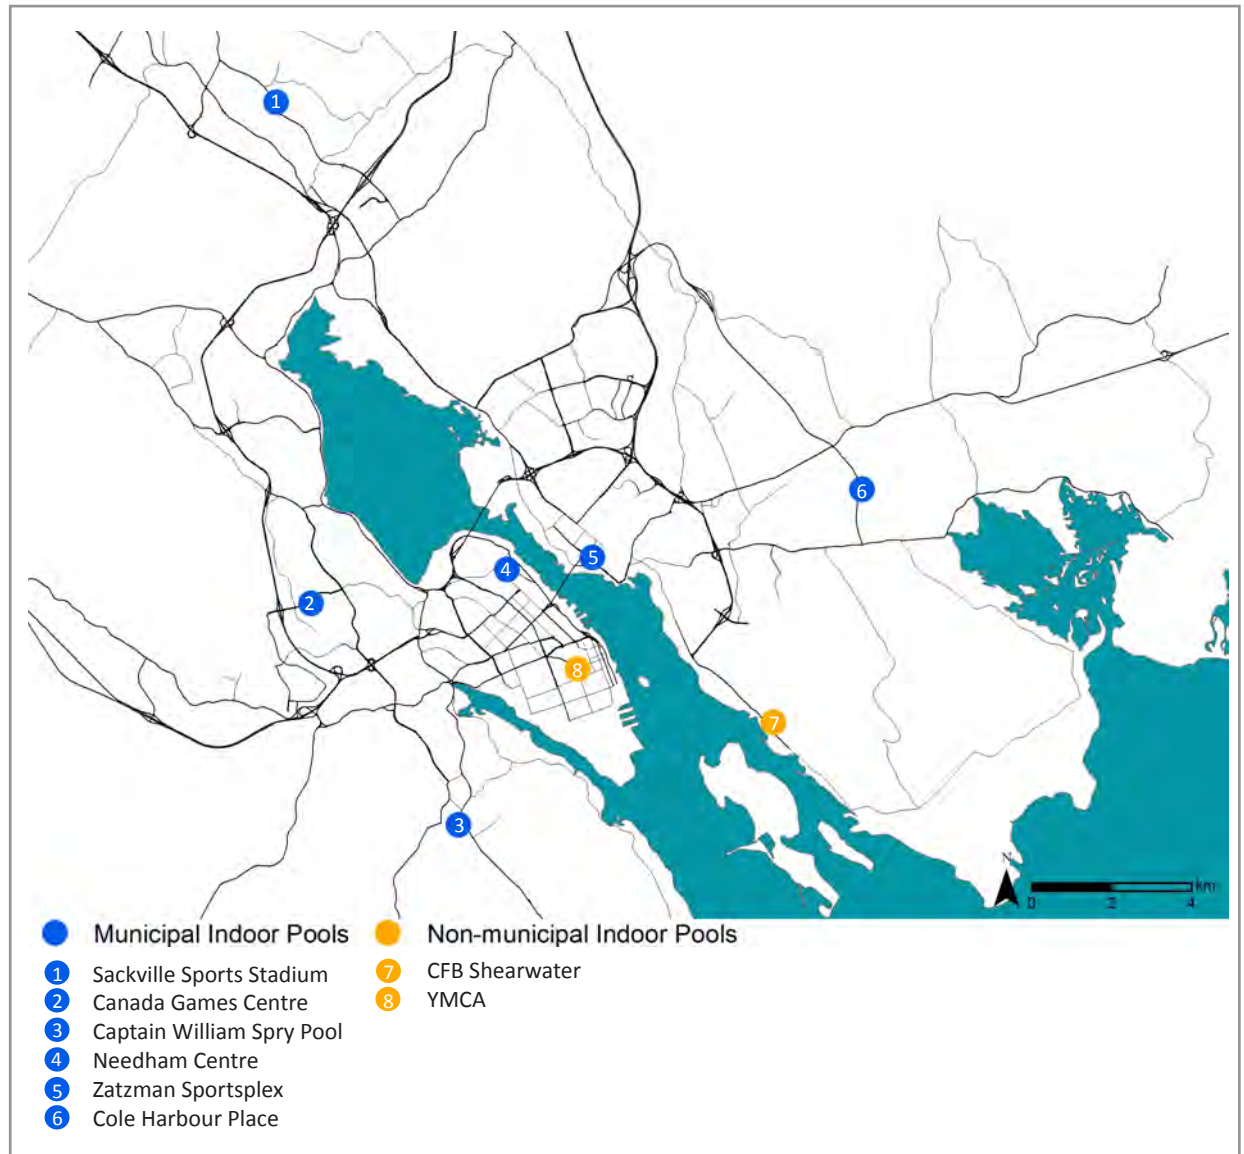 1
6
5
4
2
8
7
3
N
km
0 2 4
Municipal Indoor Pools
1 Sackville Sports Stadium
2 Canada Games Centre
3 Captain William Spry Pool
4 Needham Centre
5 Zatzman Sportsplex
6 Cole Harbour Place
Non-municipal Indoor Pools
7 CFB Shearwater
8 YMCA